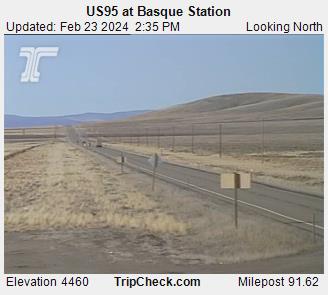 US95 at Basque Station
Updated: Feb 23 2024  2:35 PM Looking North
Elevation 4460 TripCheck.com Milepost 91.62